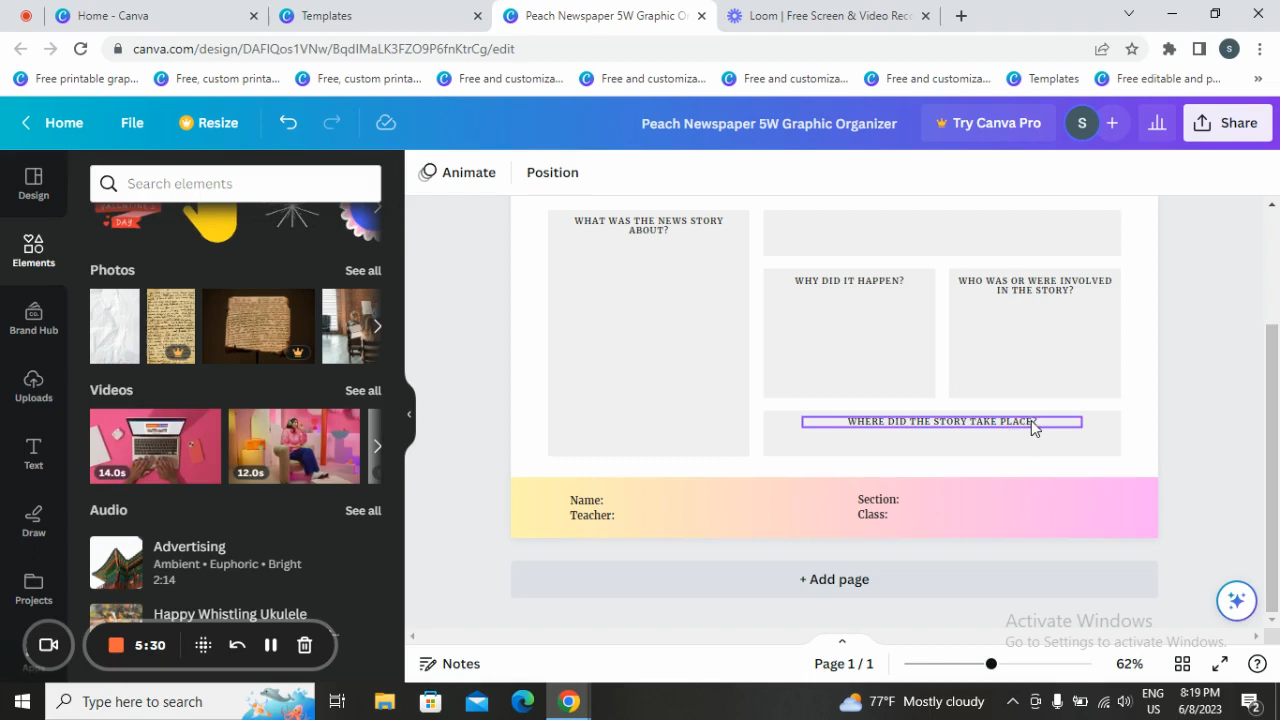 Home - Canva
Templates
Peach Newspaper 5W Graphic O
Loom | Free Screen & Video Rec
canva.com/design/DAFlQos1VNw/BqdIMaLK3FZO9P6fnKtrCg/edit
S
Free printable grap...
Free, custom printa...
Free, custom printa...
Free and customiza...
Free and customiza...
Free and customiza...
Free and customiza...
Templates
Free editable and p...
Home
File
Resize
Peach Newspaper 5W Graphic Organizer
S
Try Canva Pro
Share
Design
Elements
Brand Hub
Uploads
Text
Draw
Projects
Apps
Search elements
VALENTINE'S
DAY
Photos
See all
Videos
See all
14.0s
12.0s
Audio
See all
Advertising
Ambient • Euphoric • Bright
2:14
Happy Whistling Ukulele
5:30
Animate
Position
WHAT WAS THE NEWS STORY
ABOUT?
WHY DID IT HAPPEN?
WHO WAS OR WERE INVOLVED
IN THE STORY?
WHERE DID THE STORY TAKE PLACE?
Name:
Teacher:
Section:
Class:
+ Add page
Activate Windows
Go to Settings to activate Windows.
Notes
Page 1 / 1
62%
Type here to search
77°F Mostly cloudy
ENG
US
8:19 PM
6/8/2023
2